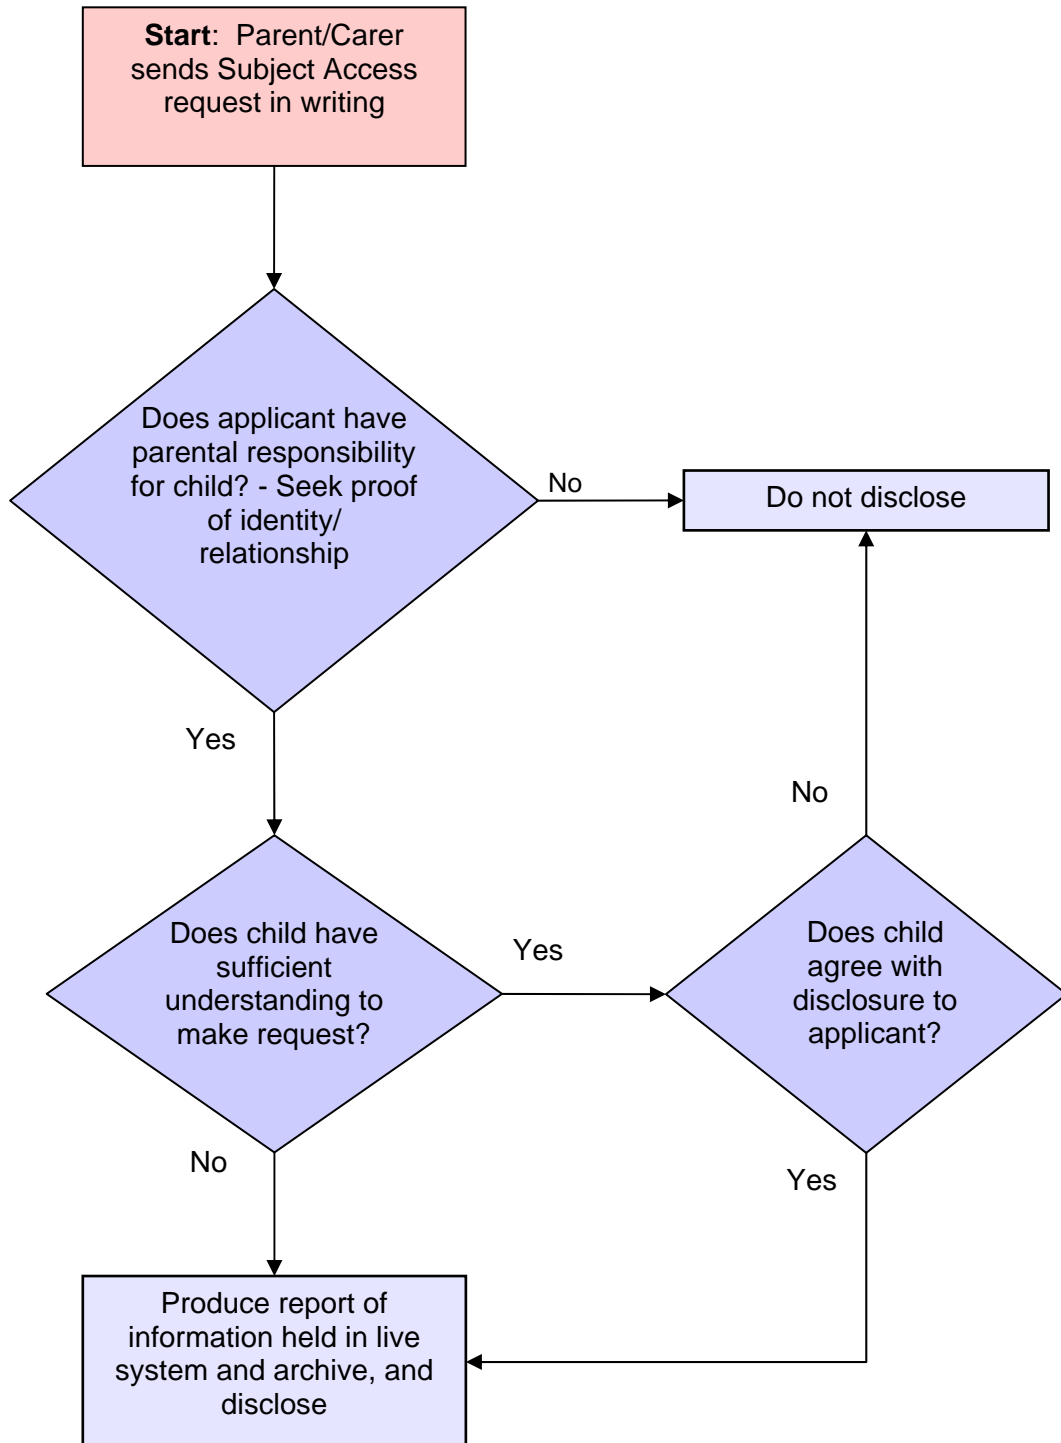 Start:  Parent/Carer
sends Subject Access
request in writing
Does applicant have
parental responsibility
for child? - Seek proof
of identity/
relationship
No
Do not disclose
Yes
No
Does child have
sufficient
understanding to
make request?
Yes
Does child
agree with
disclosure to
applicant?
No
Yes
Produce report of
information held in live
system and archive, and
disclose